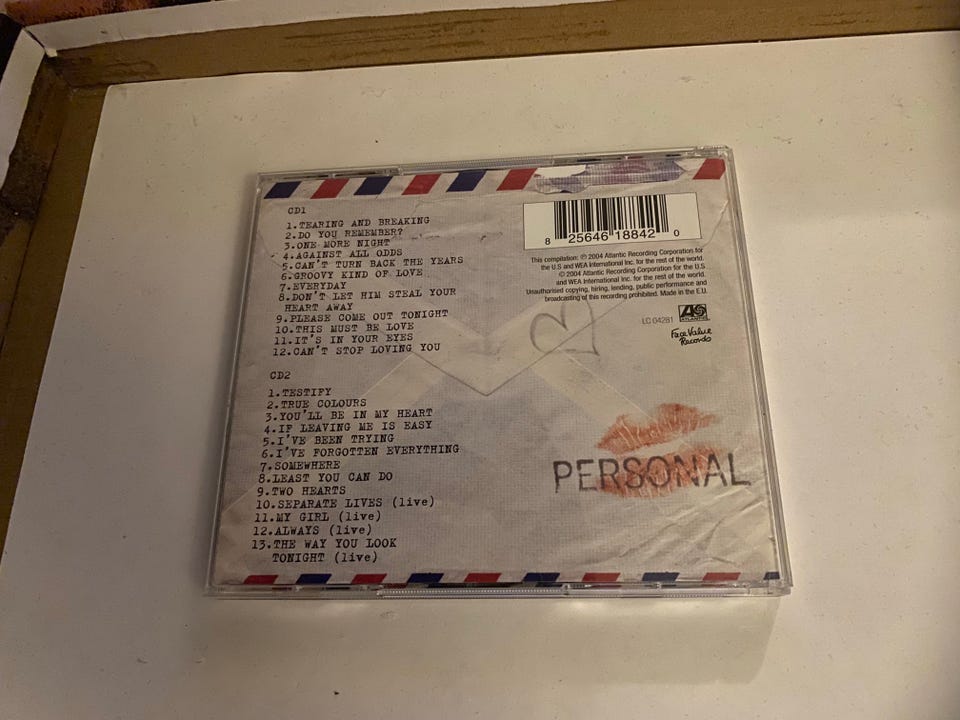 CD1
1.TEARING AND BREAKING
2.DO YOU REMEMBER?
3.ONE MORE NIGHT
4.AGAINST ALL ODDS
5.CAN'T TURN BACK THE YEARS
6.GROOVY KIND OF LOVE
7.EVERYDAY
8.DON'T LET HIM STEAL YOUR
HEART AWAY
9.PLEASE COME OUT TONIGHT
10.THIS MUST BE LOVE
11.IT'S IN YOUR EYES
12.CAN'T STOP LOVING YOU
CD2
1.TESTIFY
2.TRUE COLOURS
3.YOU'LL BE IN MY HEART
4.IF LEAVING ME IS EASY
5.I'VE BEEN TRYING
6.I'VE FORGOTTEN EVERYTHING
7.SOMEWHERE
8.LEAST YOU CAN DO
9.TWO HEARTS
10.SEPARATE LIVES (live)
11.MY GIRL (live)
12.ALWAYS (live)
13.THE WAY YOU LOOK
TONIGHT (live)
8 25646 18842 0
This compilation: ℗ 2004 Atlantic Recording Corporation for
the U.S and WEA International Inc. for the rest of the world.
© 2004 Atlantic Recording Corporation for the U.S
and WEA International Inc. for the rest of the world.
Unauthorised copying, hiring, lending, public performance and
broadcasting of this recording prohibited. Made in the E.U.
LC 04281
ATLANTIC
Face Value
Records
PERSONAL